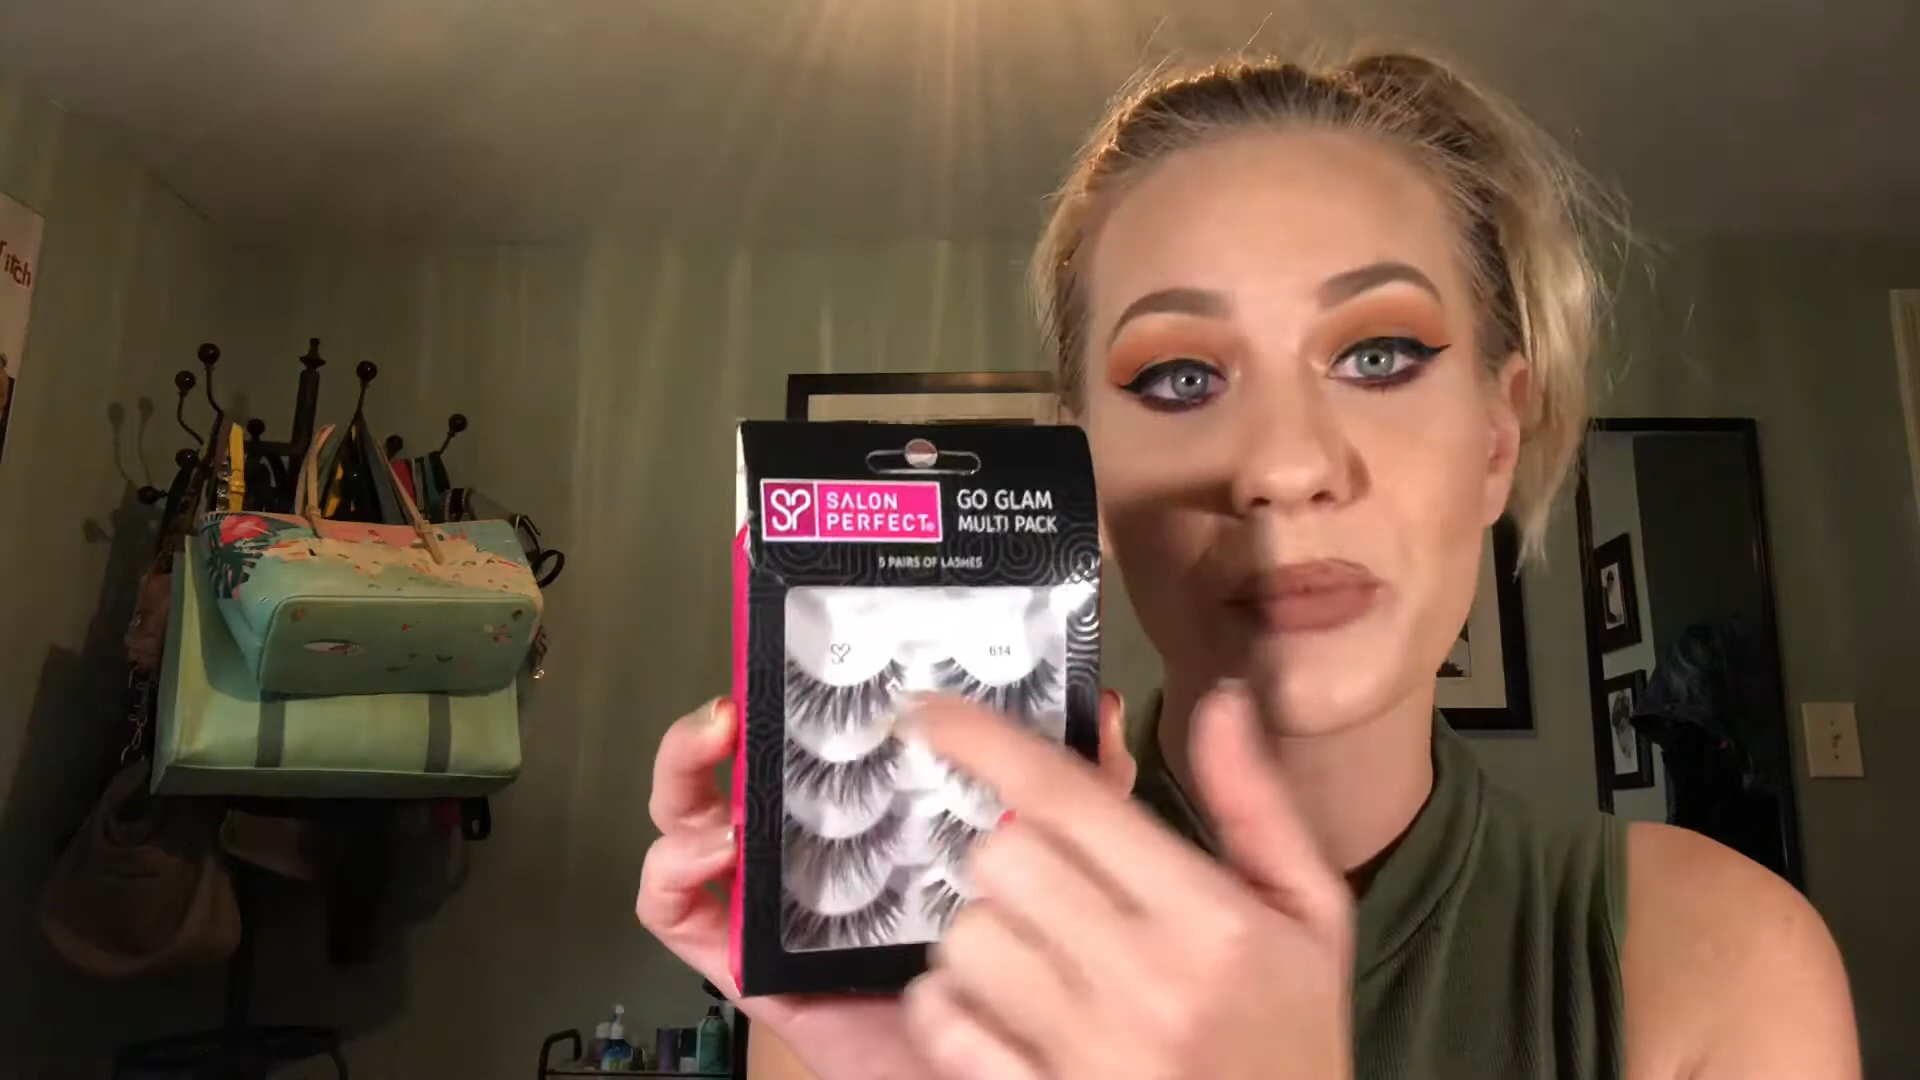 SALON
PERFECT®
GO GLAM
MULTI PACK
5 PAIRS OF LASHES
614